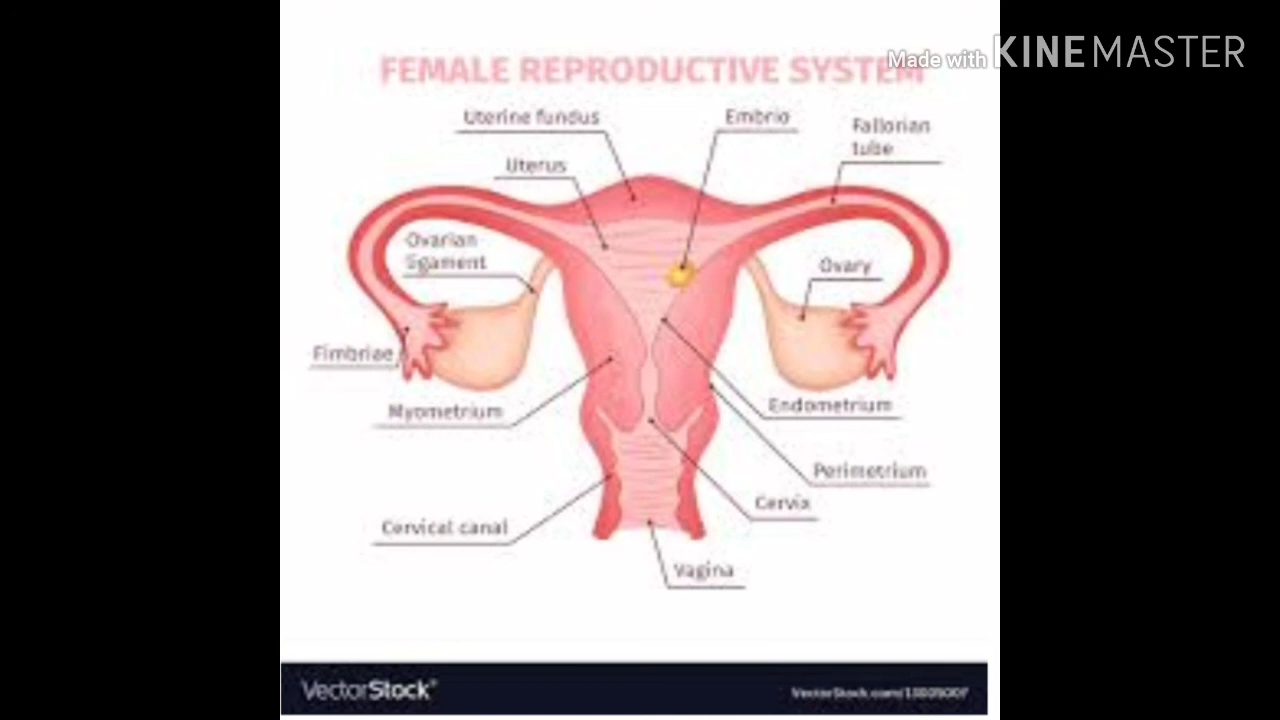 Made with KINEMASTER
FEMALE REPRODUCTIVE SYSTEM
Uterine fundus
Embrio
Fallorian
tube
Uterus
Ovarian
ligament
Ovary
Fimbriae
Myometrium
Endometrium
Perimetrium
Cervix
Cervical canal
Vagina
VectorStock®